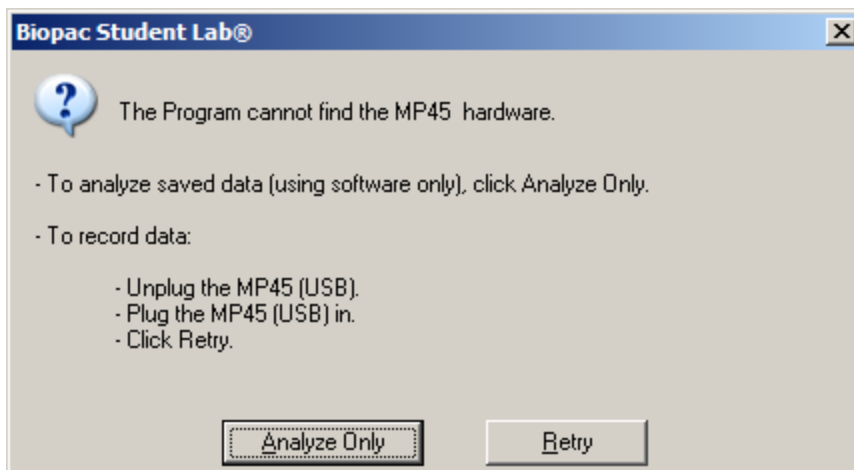 Biopac Student Lab®
The Program cannot find the MP45  hardware.
- To analyze saved data (using software only), click Analyze Only.
- To record data:
- Unplug the MP45 (USB).
- Plug the MP45 (USB) in.
- Click Retry.
Analyze Only
Retry